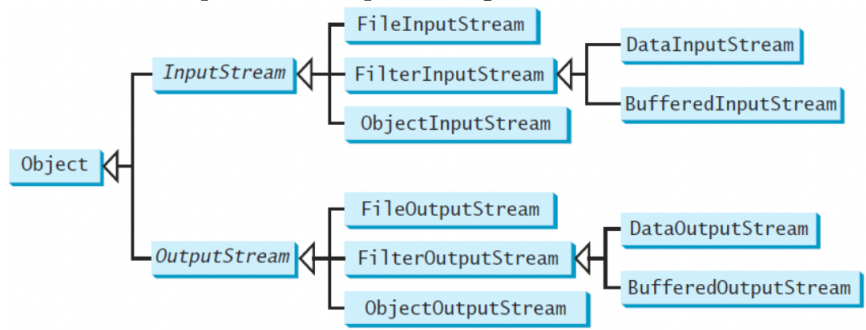 FileInputStream
InputStream
FilterInputStream
DataInputStream
BufferedInputStream
ObjectInputStream
Object
FileOutputStream
OutputStream
FilterOutputStream
DataOutputStream
BufferedOutputStream
ObjectOutputStream